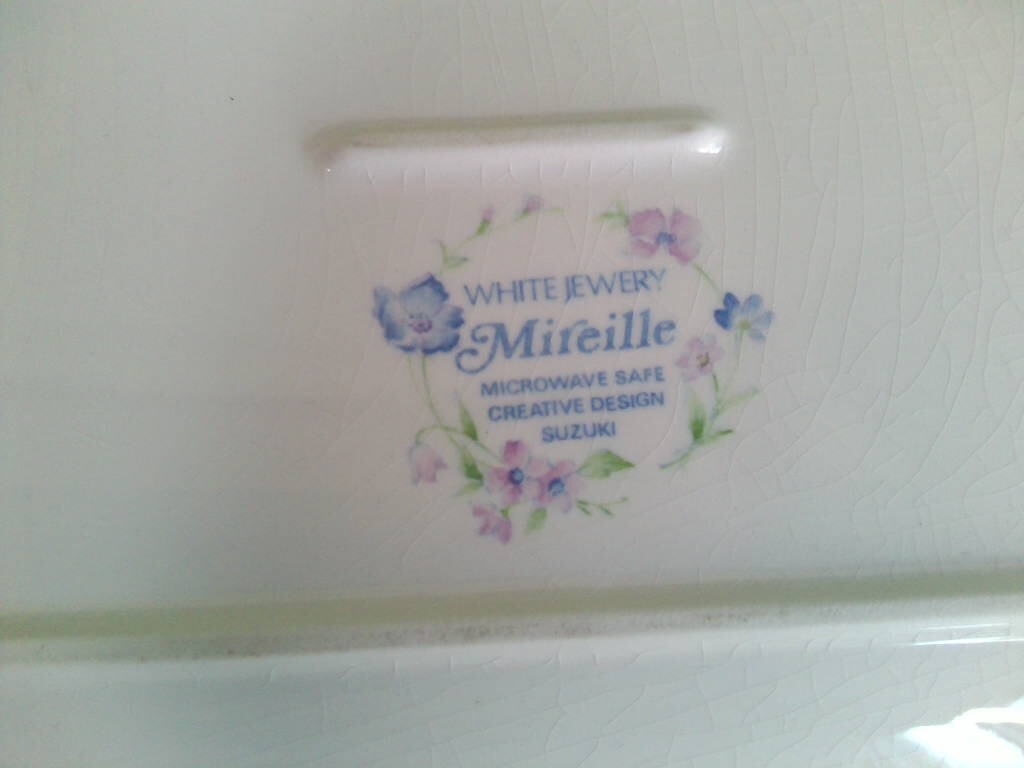 WHITE JEWERY
Mireille
MICROWAVE SAFE
CREATIVE DESIGN
SUZUKI